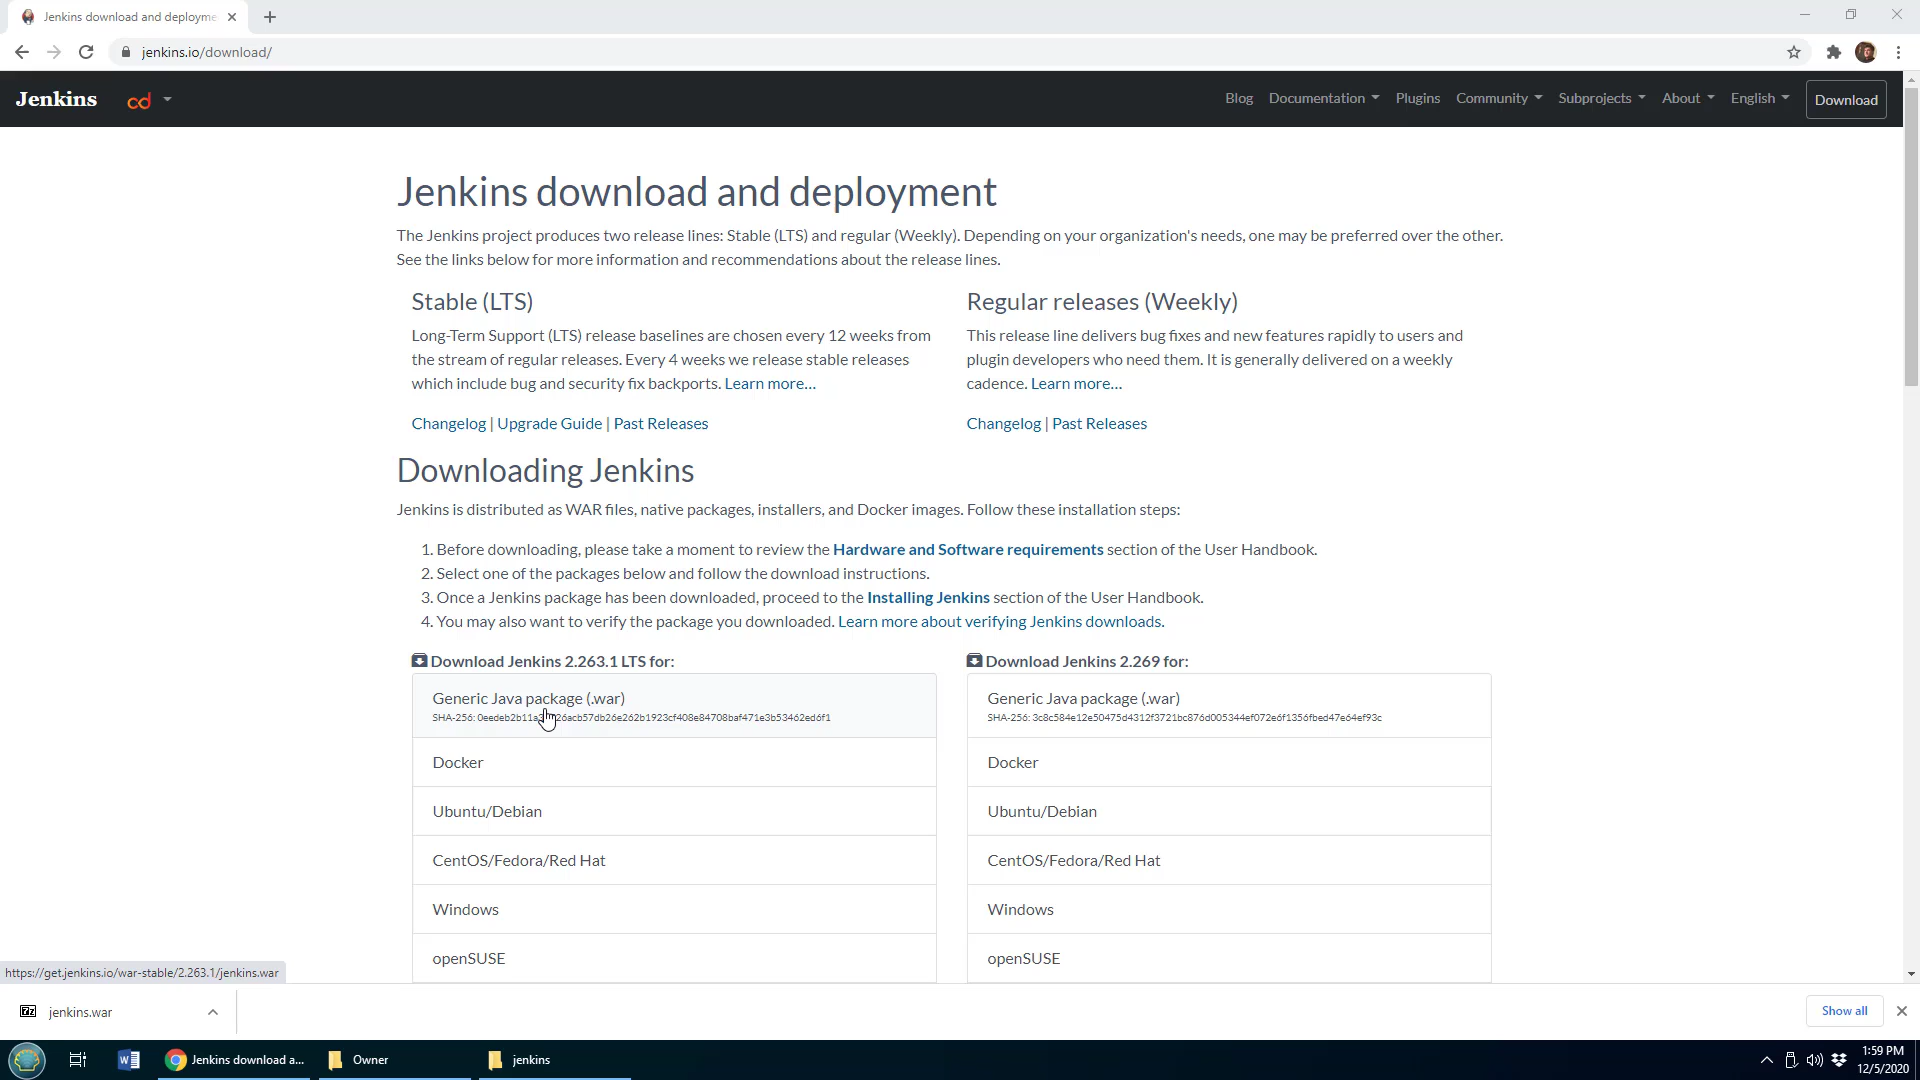 Jenkins download and deployme
jenkins.io/download/
Jenkins
cd
Blog
Documentation
Plugins
Community
Subprojects
About
English
Download
Jenkins download and deployment
The Jenkins project produces two release lines: Stable (LTS) and regular (Weekly). Depending on your organization's needs, one may be preferred over the other.
See the links below for more information and recommendations about the release lines.
Stable (LTS)
Long-Term Support (LTS) release baselines are chosen every 12 weeks from
the stream of regular releases. Every 4 weeks we release stable releases
which include bug and security fix backports. Learn more...
Changelog | Upgrade Guide | Past Releases
Regular releases (Weekly)
This release line delivers bug fixes and new features rapidly to users and
plugin developers who need them. It is generally delivered on a weekly
cadence. Learn more...
Changelog | Past Releases
Downloading Jenkins
Jenkins is distributed as WAR files, native packages, installers, and Docker images. Follow these installation steps:
1. Before downloading, please take a moment to review the Hardware and Software requirements section of the User Handbook.
2. Select one of the packages below and follow the download instructions.
3. Once a Jenkins package has been downloaded, proceed to the Installing Jenkins section of the User Handbook.
4. You may also want to verify the package you downloaded. Learn more about verifying Jenkins downloads.
Download Jenkins 2.263.1 LTS for:
Generic Java package (.war)
SHA-256:
Docker
Ubuntu/Debian
CentOS/Fedora/Red Hat
Windows
openSUSE
Download Jenkins 2.269 for:
Generic Java package (.war)
SHA-256: 3c8c584e12e50475d4312f3721bc876d005344ef072e6f1356fbed47e64ef93c
Docker
Ubuntu/Debian
CentOS/Fedora/Red Hat
Windows
openSUSE
https://get.jenkins.io/war-stable/2.263.1/jenkins.war
7z
jenkins.war
Show all
W
Jenkins download a...
Owner
jenkins
1:59 PM
12/5/2020